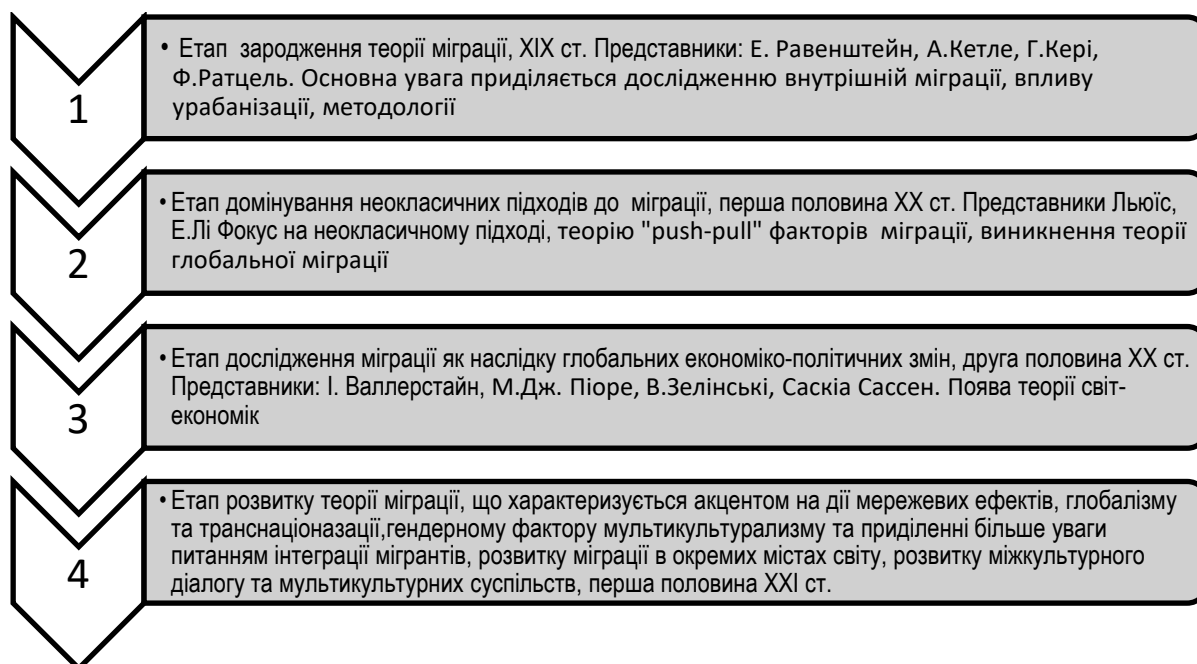 1
• Етап зародження теорії міграції, ХІХ ст. Представники: Е. Равенштейн, А.Кетле, Г.Кері,
Ф.Ратцель. Основна увага приділяється дослідженню внутрішній міграції, впливу
урабанізації, методології
2
• Етап домінування неокласичних підходів до міграції, перша половина ХХ ст. Представники Льюїс,
Е.Лі Фокус на неокласичному підході, теорію "push-pull" факторів міграції, виникнення теорії
глобальної міграції
3
• Етап дослідження міграції як наслідку глобальних економіко-політичних змін, друга половина ХХ ст.
Представники: І. Валлерстайн, М.Дж. Піоре, В.Зелінські, Саскіа Сассен. Поява теорії світ-
економік
4
• Етап розвитку теорії міграції, що характеризується акцентом на дії мережевих ефектів, глобалізму
та транснаціоназації,гендерному фактору мультикультурализму та приділенні більше уваги
питанням інтеграції мігрантів, розвитку міграції в окремих містах світу, розвитку міжкультурного
діалогу та мультикультурних суспільств, перша половина ХХІ ст.